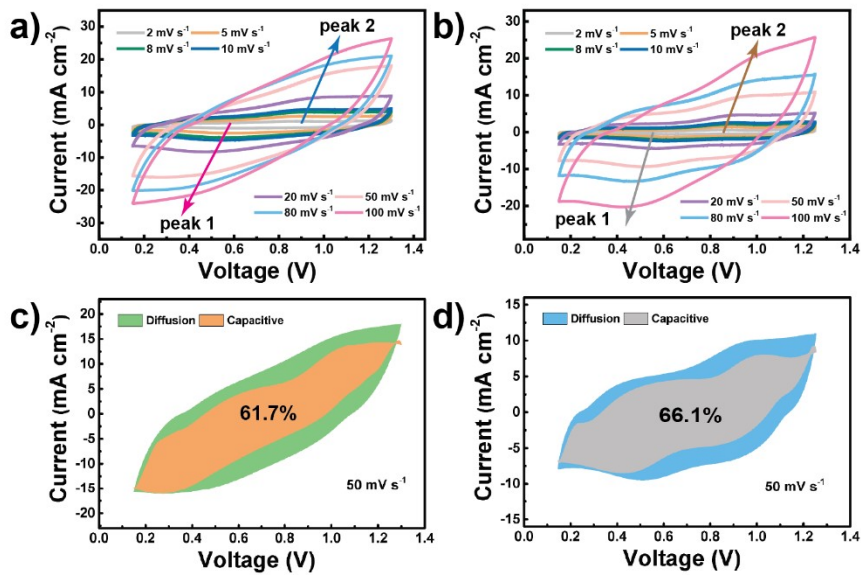 a)
2 mV s⁻¹ 5 mV s⁻¹
8 mV s⁻¹ 10 mV s⁻¹
peak 2
peak 1
20 mV s⁻¹ 50 mV s⁻¹
80 mV s⁻¹ 100 mV s⁻¹
30
20
10
0
-10
-20
-30
Current (mA cm⁻²)
0.0 0.2 0.4 0.6 0.8 1.0 1.2 1.4
Voltage (V)
b)
2 mV s⁻¹ 5 mV s⁻¹
8 mV s⁻¹ 10 mV s⁻¹
peak 2
peak 1
20 mV s⁻¹ 50 mV s⁻¹
80 mV s⁻¹ 100 mV s⁻¹
30
20
10
0
-10
-20
Current (mA cm⁻²)
0.0 0.2 0.4 0.6 0.8 1.0 1.2 1.4
Voltage (V)
c)
Diffusion Capacitive
61.7%
50 mV s⁻¹
20
15
10
5
0
-5
-10
-15
-20
Current (mA cm⁻²)
0.0 0.2 0.4 0.6 0.8 1.0 1.2 1.4
Voltage (V)
d)
Diffusion Capacitive
66.1%
50 mV s⁻¹
15
10
5
0
-5
-10
-15
Current (mA cm⁻²)
0.0 0.2 0.4 0.6 0.8 1.0 1.2 1.4
Voltage (V)